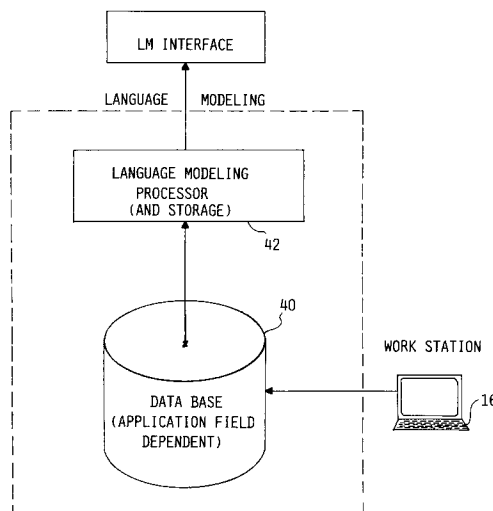 LM INTERFACE
LANGUAGE MODELING
LANGUAGE MODELING
PROCESSOR
(AND STORAGE)
42
40
WORK STATION
DATA BASE
(APPLICATION FIELD
DEPENDENT)
16